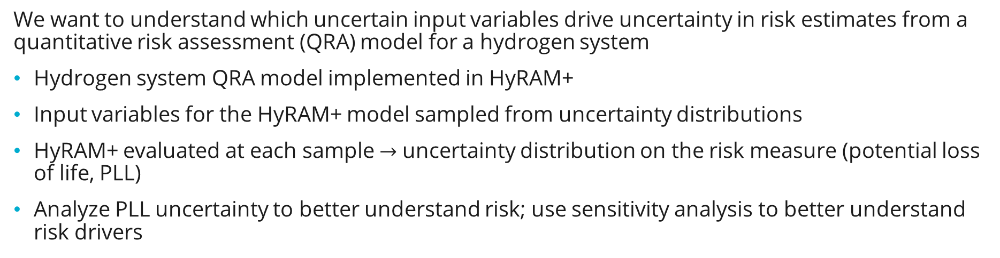 We want to understand which uncertain input variables drive uncertainty in risk estimates from a
quantitative risk assessment (QRA) model for a hydrogen system
• Hydrogen system QRA model implemented in HyRAM+
• Input variables for the HyRAM+ model sampled from uncertainty distributions
• HyRAM+ evaluated at each sample → uncertainty distribution on the risk measure (potential loss
of life, PLL)
• Analyze PLL uncertainty to better understand risk; use sensitivity analysis to better understand
risk drivers